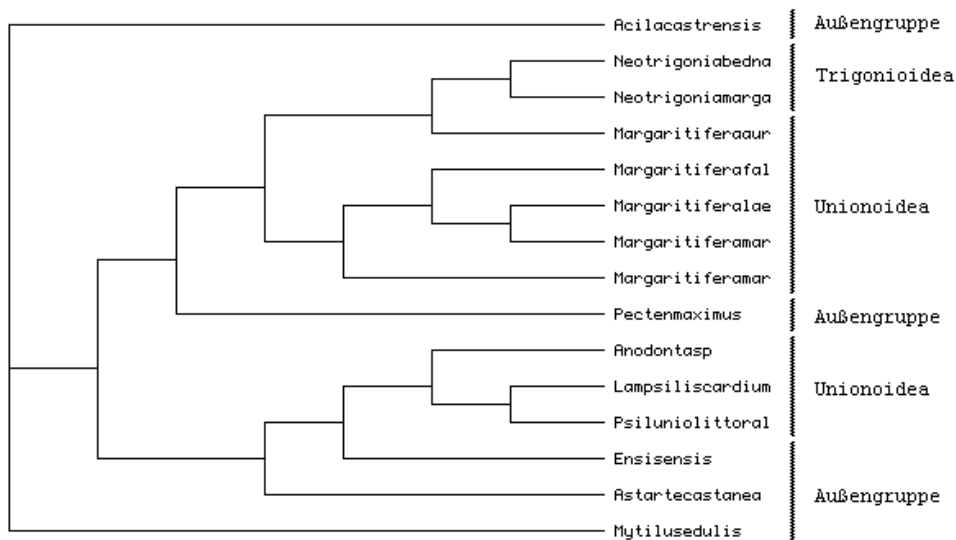 Acilacastrensis Außengruppe
Neotrigoniabedna
Trigonioidea
Neotrigoniamarga
Margaritiferaaur
Margaritiferafal
Margaritiferalae Unionoidea
Margaritiferamar
Margaritiferamar
Pectenmaximus Außengruppe
Anodontasp
Lampsiliscardium Unionoidea
Psiluniolittoral
Ensisensis
Astartecastanea Außengruppe
Mytilusedulis